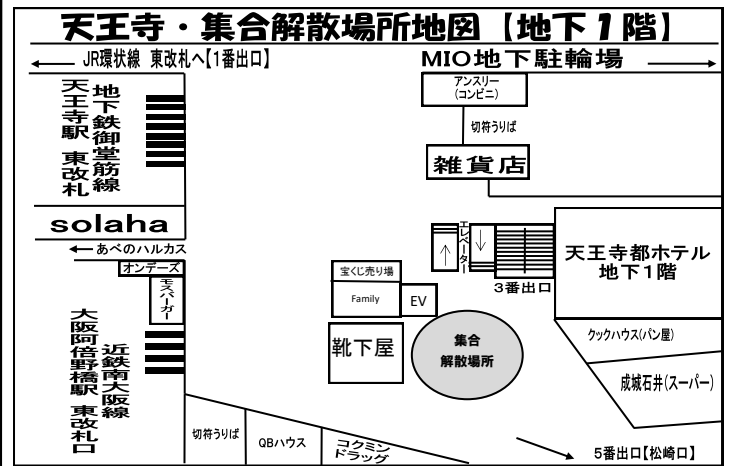 天王寺・集合解散場所地図【地下1階】
JR環状線 東改札へ【1番出口】
MIO地下駐輪場
地下鉄御堂筋線
天王寺駅 東改札
アンスリー
(コンビニ)
切符うりば
雑貨店
solaha
あべのハルカス
オンデーズ
モスバーガー
エレベーター
3番出口
天王寺都ホテル
地下1階
宝くじ売り場
Family
EV
靴下屋
集合
解散場所
クックハウス(パン屋)
成城石井(スーパー)
近鉄南大阪線
大阪阿倍野橋駅 東改札口
切符うりば
QBハウス
コクミン
ドラッグ
5番出口【松崎口】